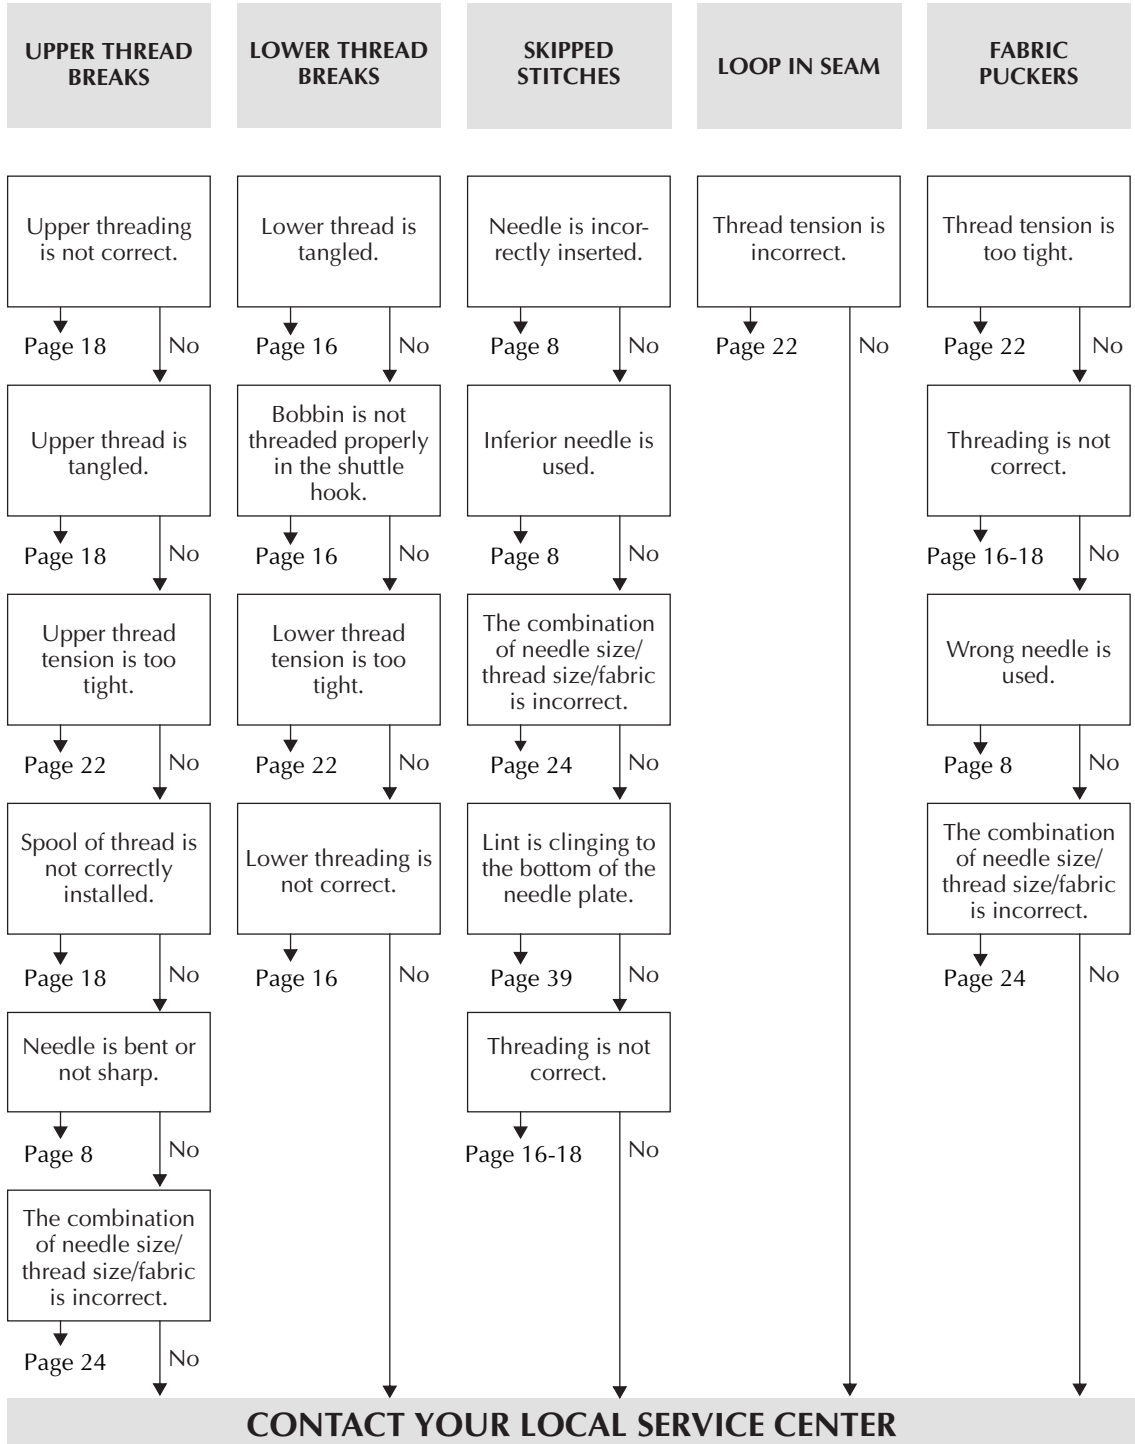 UPPER THREAD
BREAKS
LOWER THREAD
BREAKS
SKIPPED
STITCHES
LOOP IN SEAM
FABRIC
PUCKERS
Upper threading
is not correct.
Page 18
No
Upper thread is
tangled.
Page 18
No
Upper thread
tension is too
tight.
Page 22
No
Spool of thread is
not correctly
installed.
Page 18
No
Needle is bent or
not sharp.
Page 8
No
The combination
of needle size/
thread size/fabric
is incorrect.
Page 24
No
Lower thread is
tangled.
Page 16
No
Bobbin is not
threaded properly
in the shuttle
hook.
Page 16
No
Lower thread
tension is too
tight.
Page 22
No
Lower threading is
not correct.
Page 16
No
Needle is incor-
rectly inserted.
Page 8
No
Inferior needle is
used.
Page 8
No
The combination
of needle size/
thread size/fabric
is incorrect.
Page 24
No
Lint is clinging to
the bottom of the
needle plate.
Page 39
No
Threading is not
correct.
Page 16-18
No
Thread tension is
incorrect.
Page 22
No
Thread tension is
too tight.
Page 22
No
Threading is not
correct.
Page 16-18
No
Wrong needle is
used.
Page 8
No
The combination
of needle size/
thread size/fabric
is incorrect.
Page 24
No
CONTACT YOUR LOCAL SERVICE CENTER